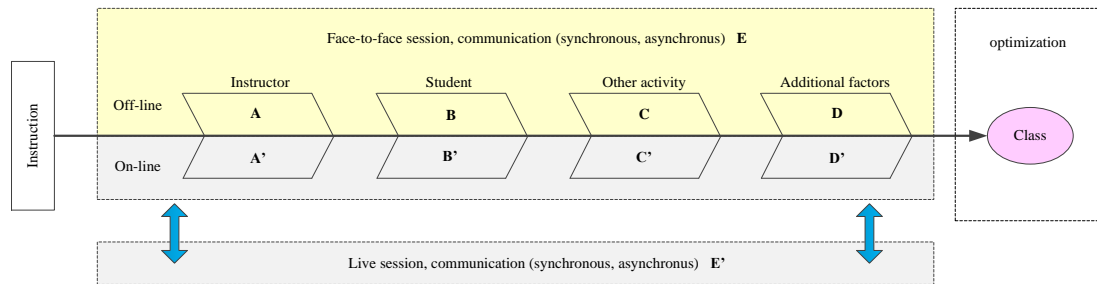 Face-to-face session, communication (synchronous, asynchronus) E
optimization
Instructor
Student
Other activity
Additional factors
Off-line
A
B
C
D
Instruction
Class
On-line
A’
B’
C’
D’
Live session, communication (synchronous, asynchronus) E’